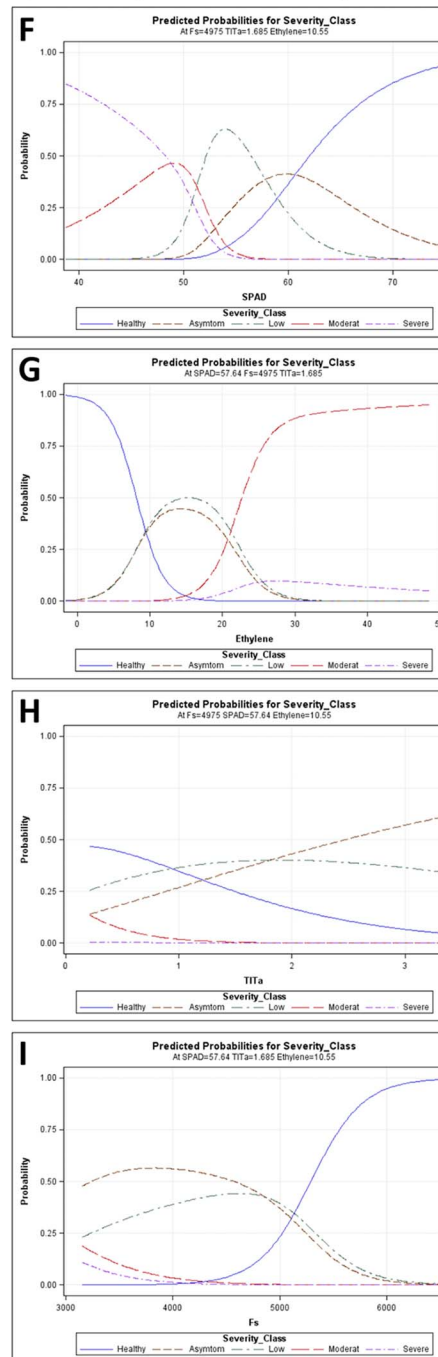 F
Predicted Probabilities for Severity_Class
At Fs=4975 TlTa=1.685 Ethylene=10.55
1.00
0.75
0.50
0.25
0.00
Probability
40 50 60 70
SPAD
Severity_Class
Healthy Asymtom Low Moderat Severe
G
Predicted Probabilities for Severity_Class
At SPAD=57.64 Fs=4975 TlTa=1.685
1.00
0.75
0.50
0.25
0.00
Probability
0 10 20 30 40 50
Ethylene
Severity_Class
Healthy Asymtom Low Moderat Severe
H
Predicted Probabilities for Severity_Class
At Fs=4975 SPAD=57.64 Ethylene=10.55
1.00
0.75
0.50
0.25
0.00
Probability
0 1 2 3
TlTa
Severity_Class
Healthy Asymtom Low Moderat Severe
I
Predicted Probabilities for Severity_Class
At SPAD=57.64 TlTa=1.685 Ethylene=10.55
1.00
0.75
0.50
0.25
0.00
Probability
3000 4000 5000 6000
Fs
Severity_Class
Healthy Asymtom Low Moderat Severe